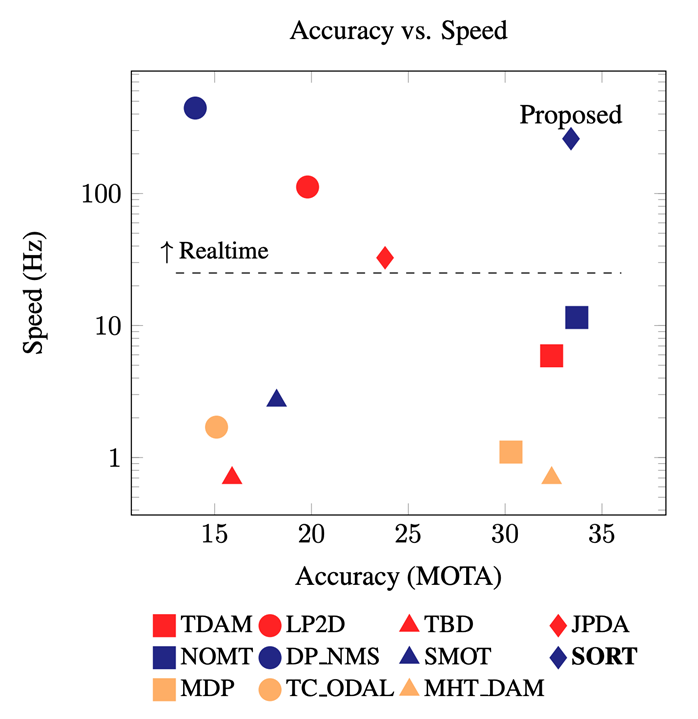 Accuracy vs. Speed
Proposed
100
↑ Realtime
10
1
Speed (Hz)
15 20 25 30 35
Accuracy (MOTA)
TDAM LP2D TBD JPDA
NOMT DP_NMS SMOT SORT
MDP TC_ODAL MHT_DAM